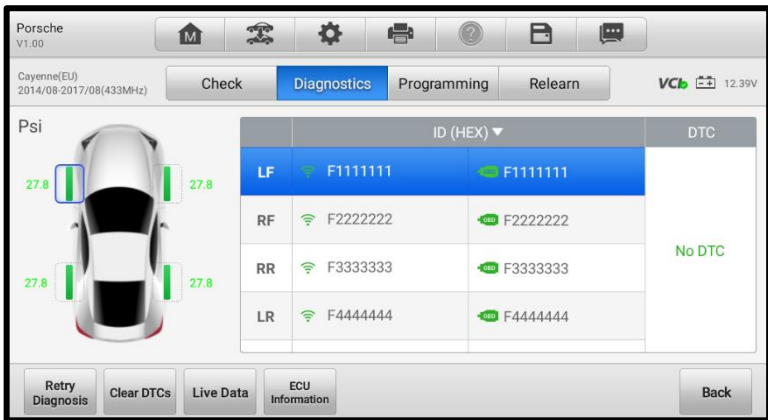 Porsche
V1.00
M
?
Cayenne(EU)
2014/08-2017/08(433MHz)
Check
Diagnostics
Programming
Relearn
VCI
12.39V
Psi
27.8
27.8
27.8
27.8
ID (HEX) ▼
DTC
LF F1111111 OBD F1111111
RF F2222222 OBD F2222222
RR F3333333 OBD F3333333
LR F4444444 OBD F4444444
No DTC
Retry
Diagnosis
Clear DTCs
Live Data
ECU
Information
Back